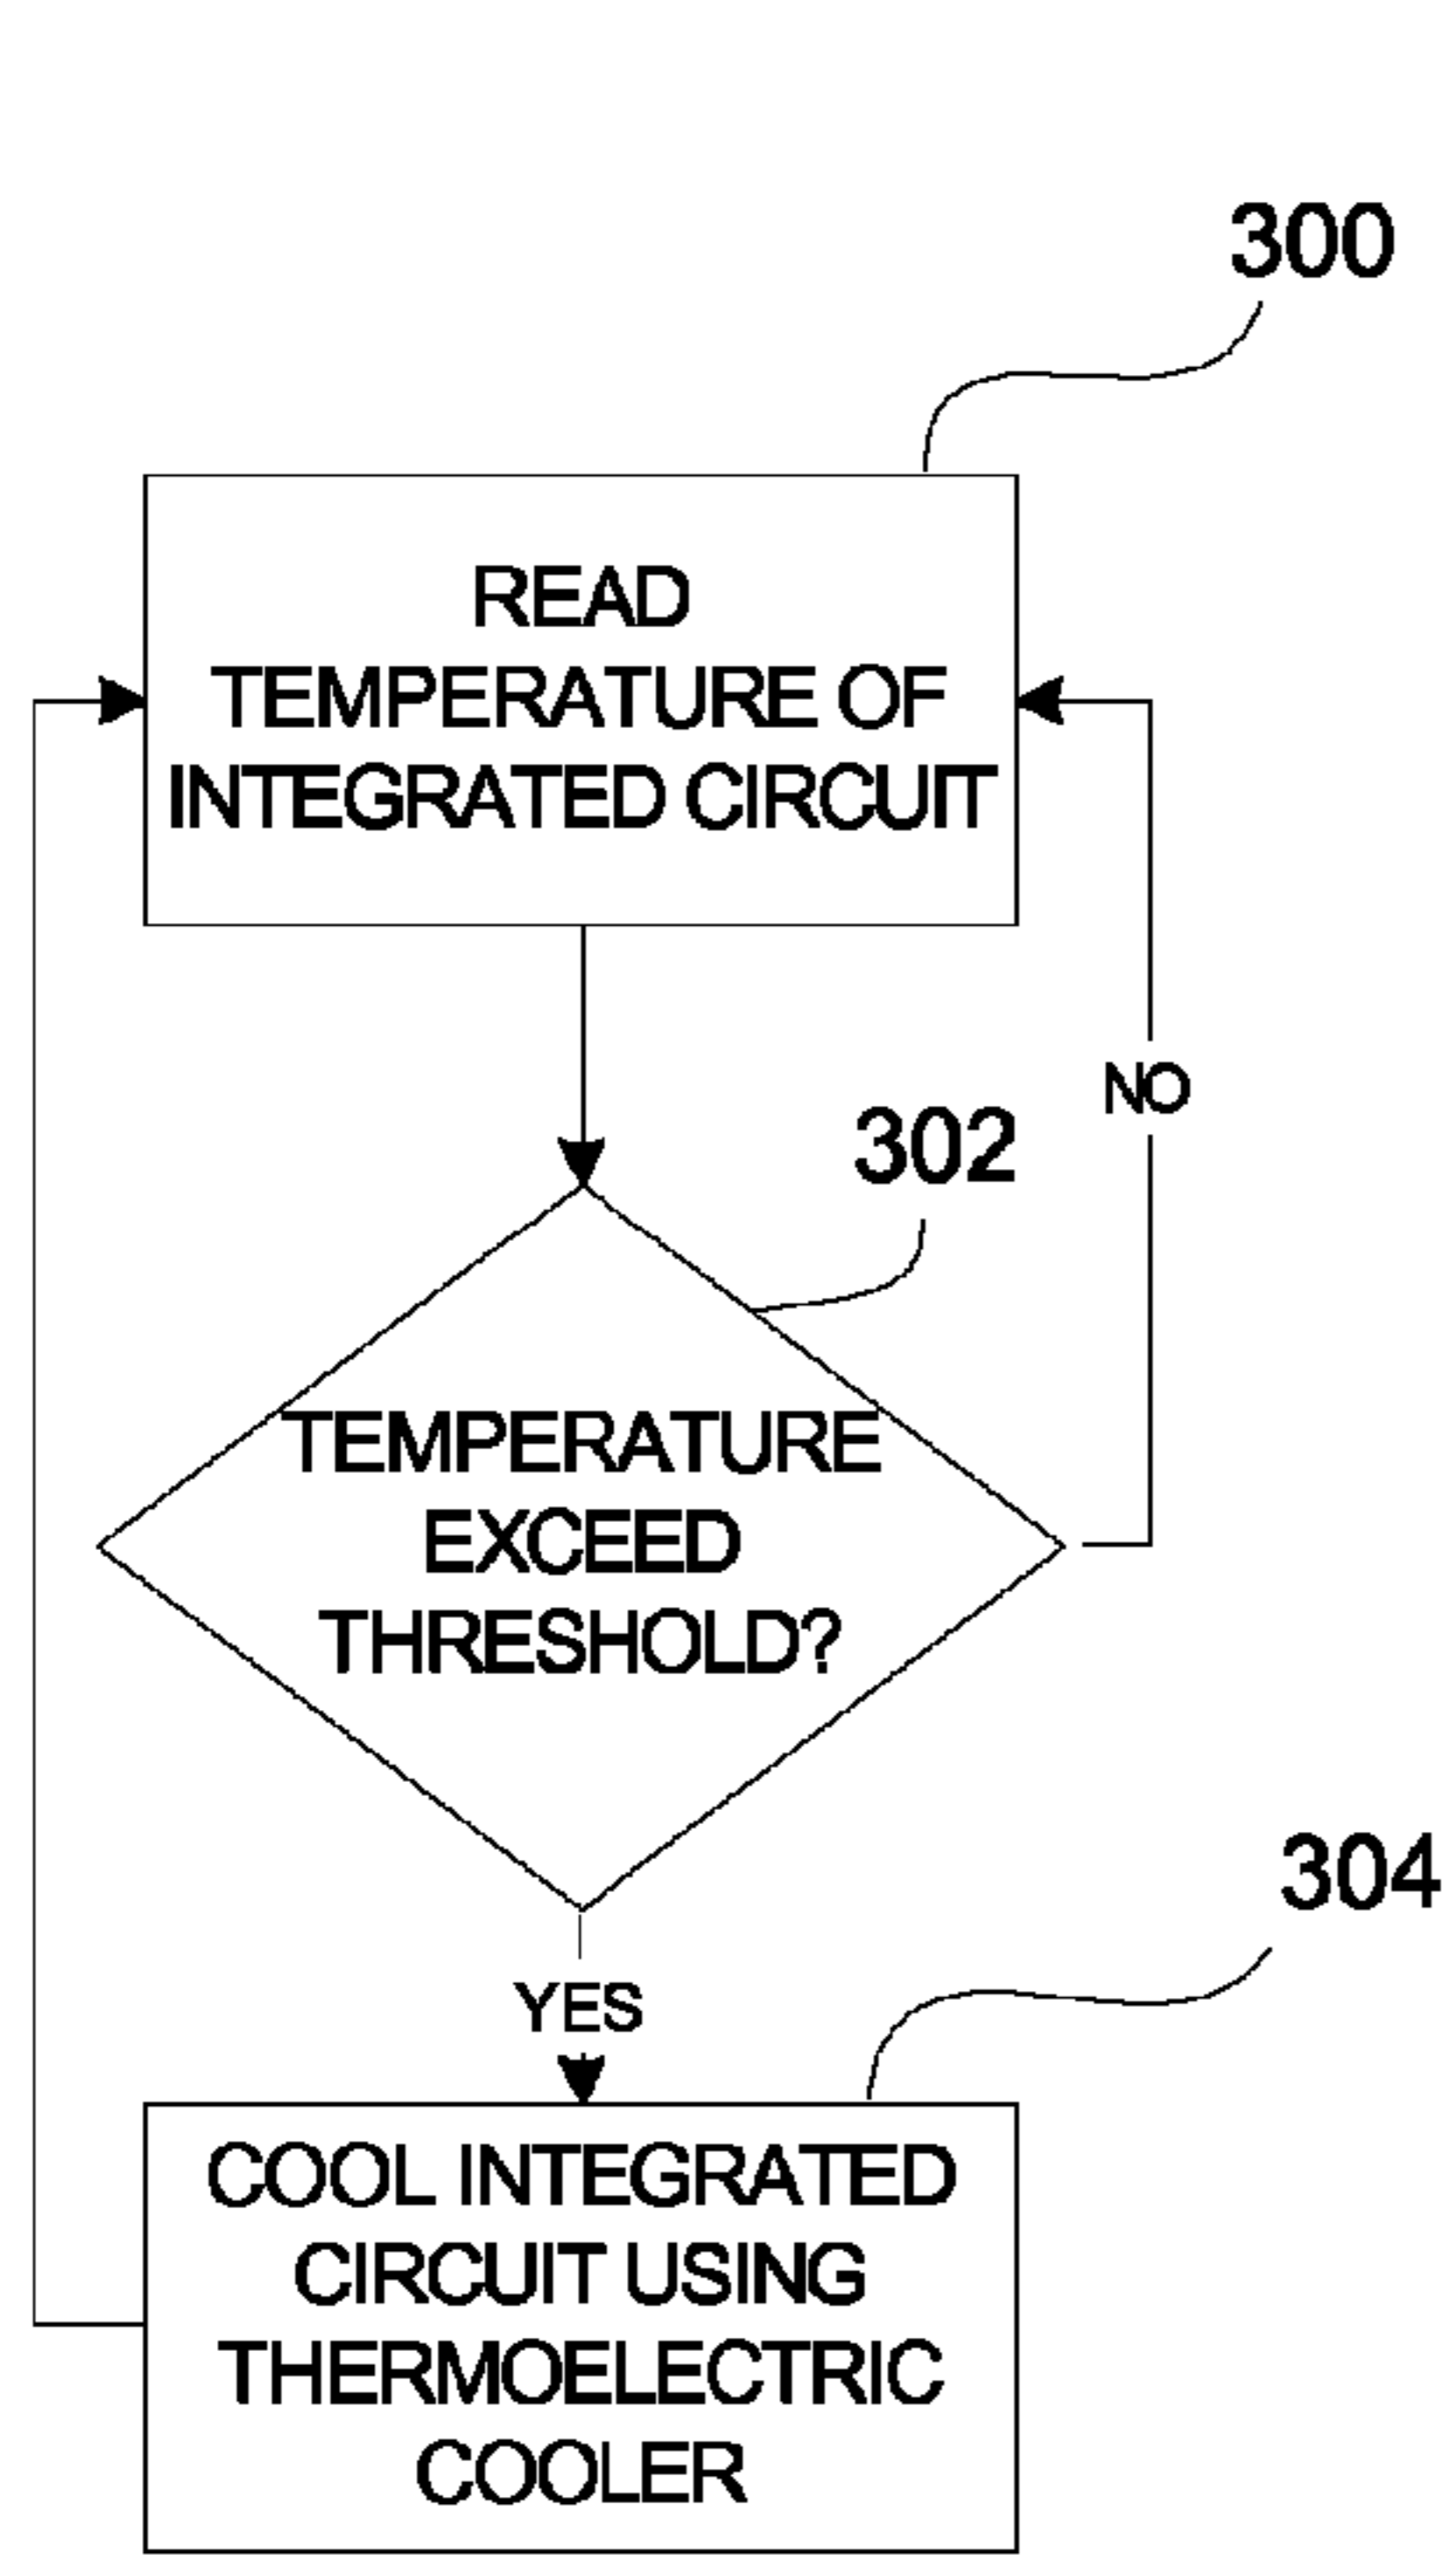 300
READ
TEMPERATURE OF
INTEGRATED CIRCUIT
NO
302
TEMPERATURE
EXCEED
THRESHOLD?
304
YES
COOL INTEGRATED
CIRCUIT USING
THERMOELECTRIC
COOLER